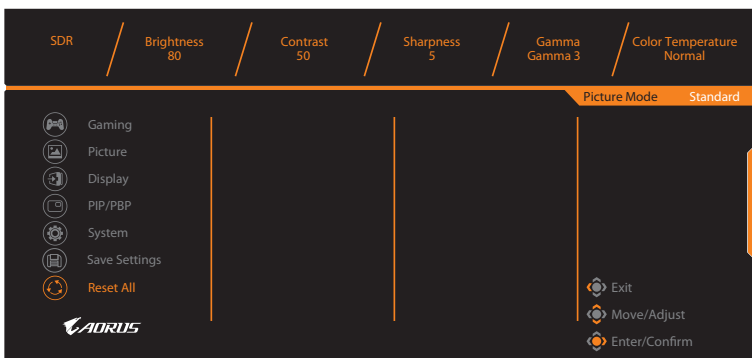 SDR
Brightness
80
Contrast
50
Sharpness
5
Gamma
Gamma 3
Color Temperature
Normal
Picture Mode Standard
Gaming
Picture
Display
PIP/PBP
System
Save Settings
Reset All
Exit
Move/Adjust
Enter/Confirm
AORUS